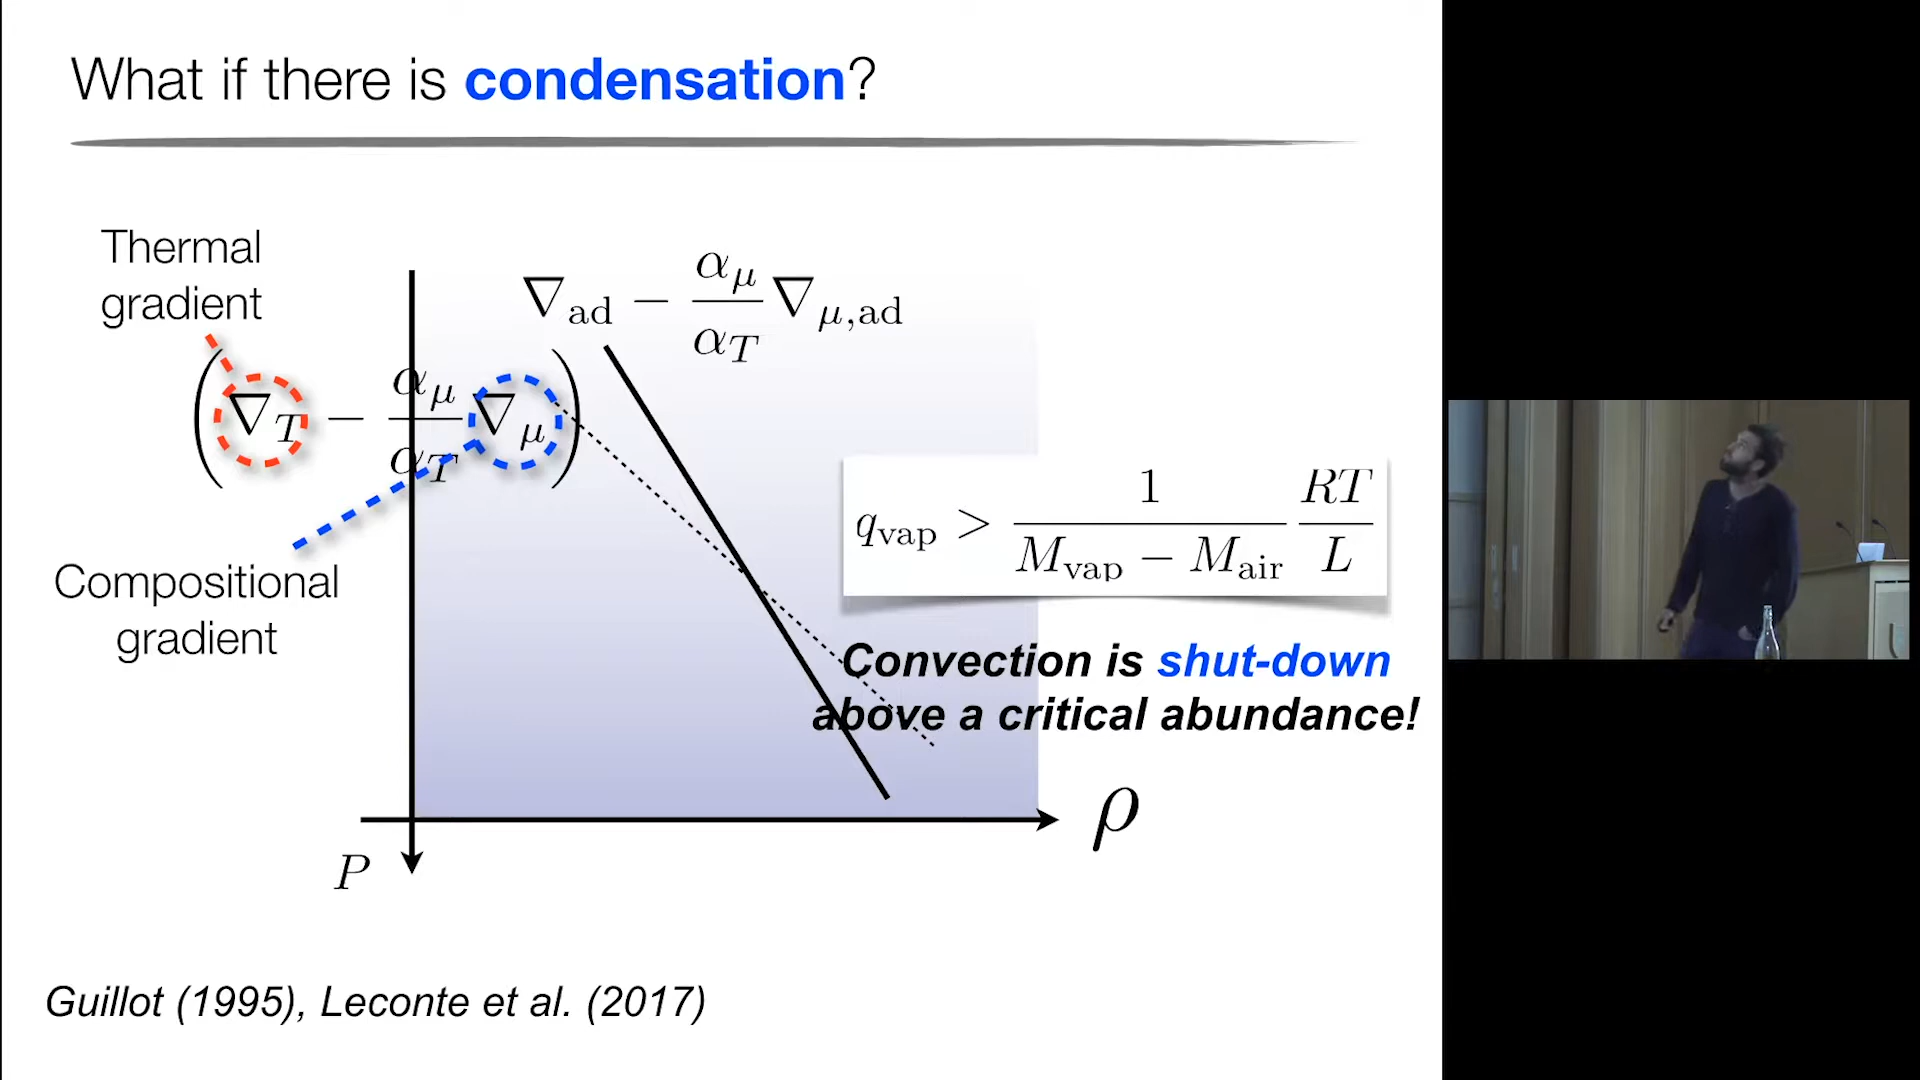 What if there is condensation?
Thermal
gradient
∇ad − αμ/αT ∇μ,ad
(∇T − αμ/αT ∇μ)
qvap > 1/(Mvap − Mair) RT/L
Compositional
gradient
Convection is shut-down
above a critical abundance!
ρ
P
Guillot (1995), Leconte et al. (2017)